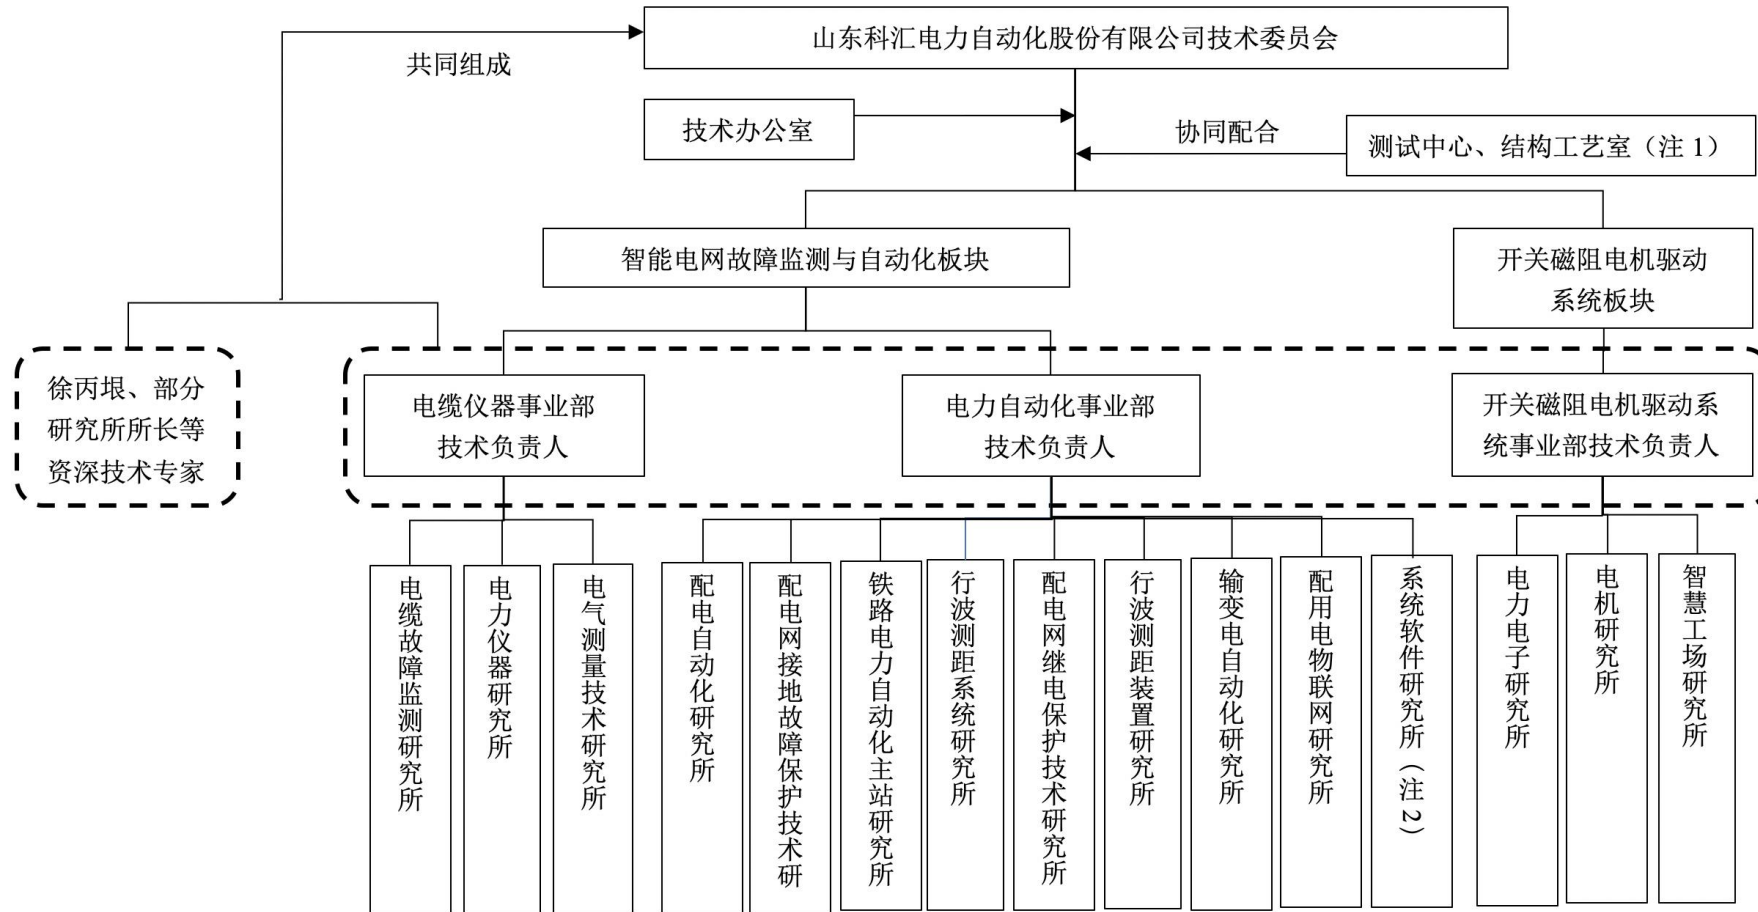 山东科汇电力自动化股份有限公司技术委员会
共同组成
技术办公室
协同配合
测试中心、结构工艺室（注 1）
智能电网故障监测与自动化板块
开关磁阻电机驱动
系统板块
徐丙垠、部分
研究所所长等
资深技术专家
电缆仪器事业部
技术负责人
电力自动化事业部
技术负责人
开关磁阻电机驱动系
统事业部技术负责人
电缆故障监测研究所
电力仪器研究所
电气测量技术研究所
配电自动化研究所
配电网接地故障保护技术研
铁路电力自动化主站研究所
行波测距系统研究所
配电网继电保护技术研究所
行波测距装置研究所
输变电自动化研究所
配用电物联网研究所
系统软件研究所（注 2）
电力电子研究所
电机研究所
智慧工场研究所